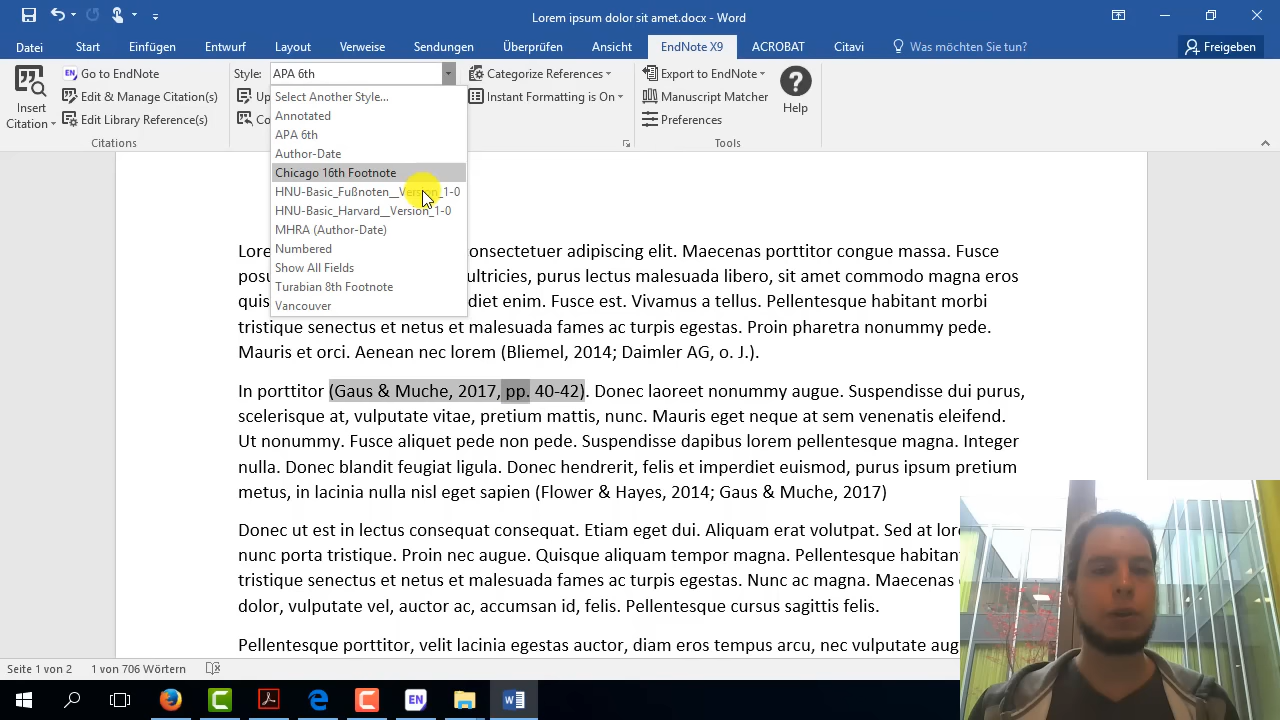 Lorem ipsum dolor sit amet.docx - Word
Datei Start Einfügen Entwurf Layout Verweise Sendungen Überprüfen Ansicht EndNote X9 ACROBAT Citavi Was möchten Sie tun? Freigeben
Insert Citation
EN Go to EndNote
Edit & Manage Citation(s)
Edit Library Reference(s)
Citations
Style: APA 6th
Up
Co
Select Another Style...
Annotated
APA 6th
Author-Date
Chicago 16th Footnote
HNU-Basic_Fußnoten__Version_1-0
HNU-Basic_Harvard__Version_1-0
MHRA (Author-Date)
Numbered
Show All Fields
Turabian 8th Footnote
Vancouver
Categorize References
Instant Formatting is On
Export to EndNote
Manuscript Matcher
Preferences
Help
Tools
Lore consectetuer adipiscing elit. Maecenas porttitor congue massa. Fusce
posu ultricies, purus lectus malesuada libero, sit amet commodo magna eros
quis diet enim. Fusce est. Vivamus a tellus. Pellentesque habitant morbi
tristique senectus et netus et malesuada fames ac turpis egestas. Proin pharetra nonummy pede.
Mauris et orci. Aenean nec lorem (Bliemel, 2014; Daimler AG, o. J.).
In porttitor (Gaus & Muche, 2017, pp. 40-42). Donec laoreet nonummy augue. Suspendisse dui purus,
scelerisque at, vulputate vitae, pretium mattis, nunc. Mauris eget neque at sem venenatis eleifend.
Ut nonummy. Fusce aliquet pede non pede. Suspendisse dapibus lorem pellentesque magna. Integer
nulla. Donec blandit feugiat ligula. Donec hendrerit, felis et imperdiet euismod, purus ipsum pretium
metus, in lacinia nulla nisl eget sapien (Flower & Hayes, 2014; Gaus & Muche, 2017)
Donec ut est in lectus consequat consequat. Etiam eget dui. Aliquam erat volutpat. Sed at lore
nunc porta tristique. Proin nec augue. Quisque aliquam tempor magna. Pellentesque habitan
tristique senectus et netus et malesuada fames ac turpis egestas. Nunc ac magna. Maecenas
dolor, vulputate vel, auctor ac, accumsan id, felis. Pellentesque cursus sagittis felis.
Pellentesque porttitor, velit lacinia egestas auctor, diam eros tempus arcu, nec vulputate aug
Seite 1 von 2 1 von 706 Wörtern
EN